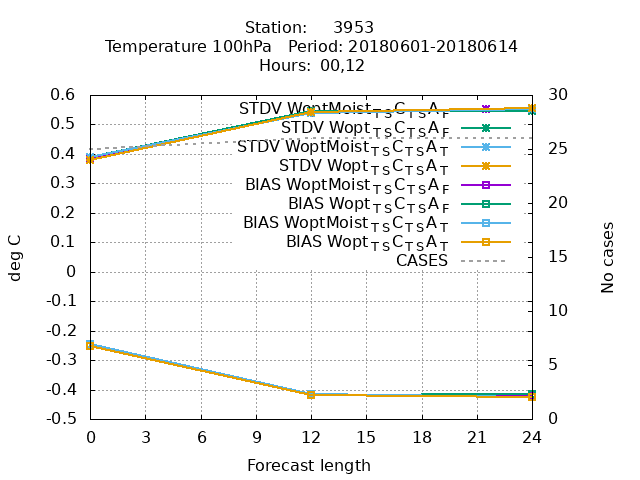 Station: 3953
Temperature 100hPa Period: 20180601-20180614
Hours: 00,12
0.6
0.5
0.4
0.3
0.2
0.1
0
-0.1
-0.2
-0.3
-0.4
-0.5
deg C
STDV WoptMoist_TS C_TS A_F
STDV Wopt_TS C_TS A_F
STDV WoptMoist_TS C_TS A_T
STDV Wopt_TS C_TS A_T
BIAS WoptMoist_TS C_TS A_F
BIAS Wopt_TS C_TS A_F
BIAS WoptMoist_TS C_TS A_T
BIAS Wopt_TS C_TS A_T
CASES
30
25
20
15
10
5
0
No cases
0 3 6 9 12 15 18 21 24
Forecast length